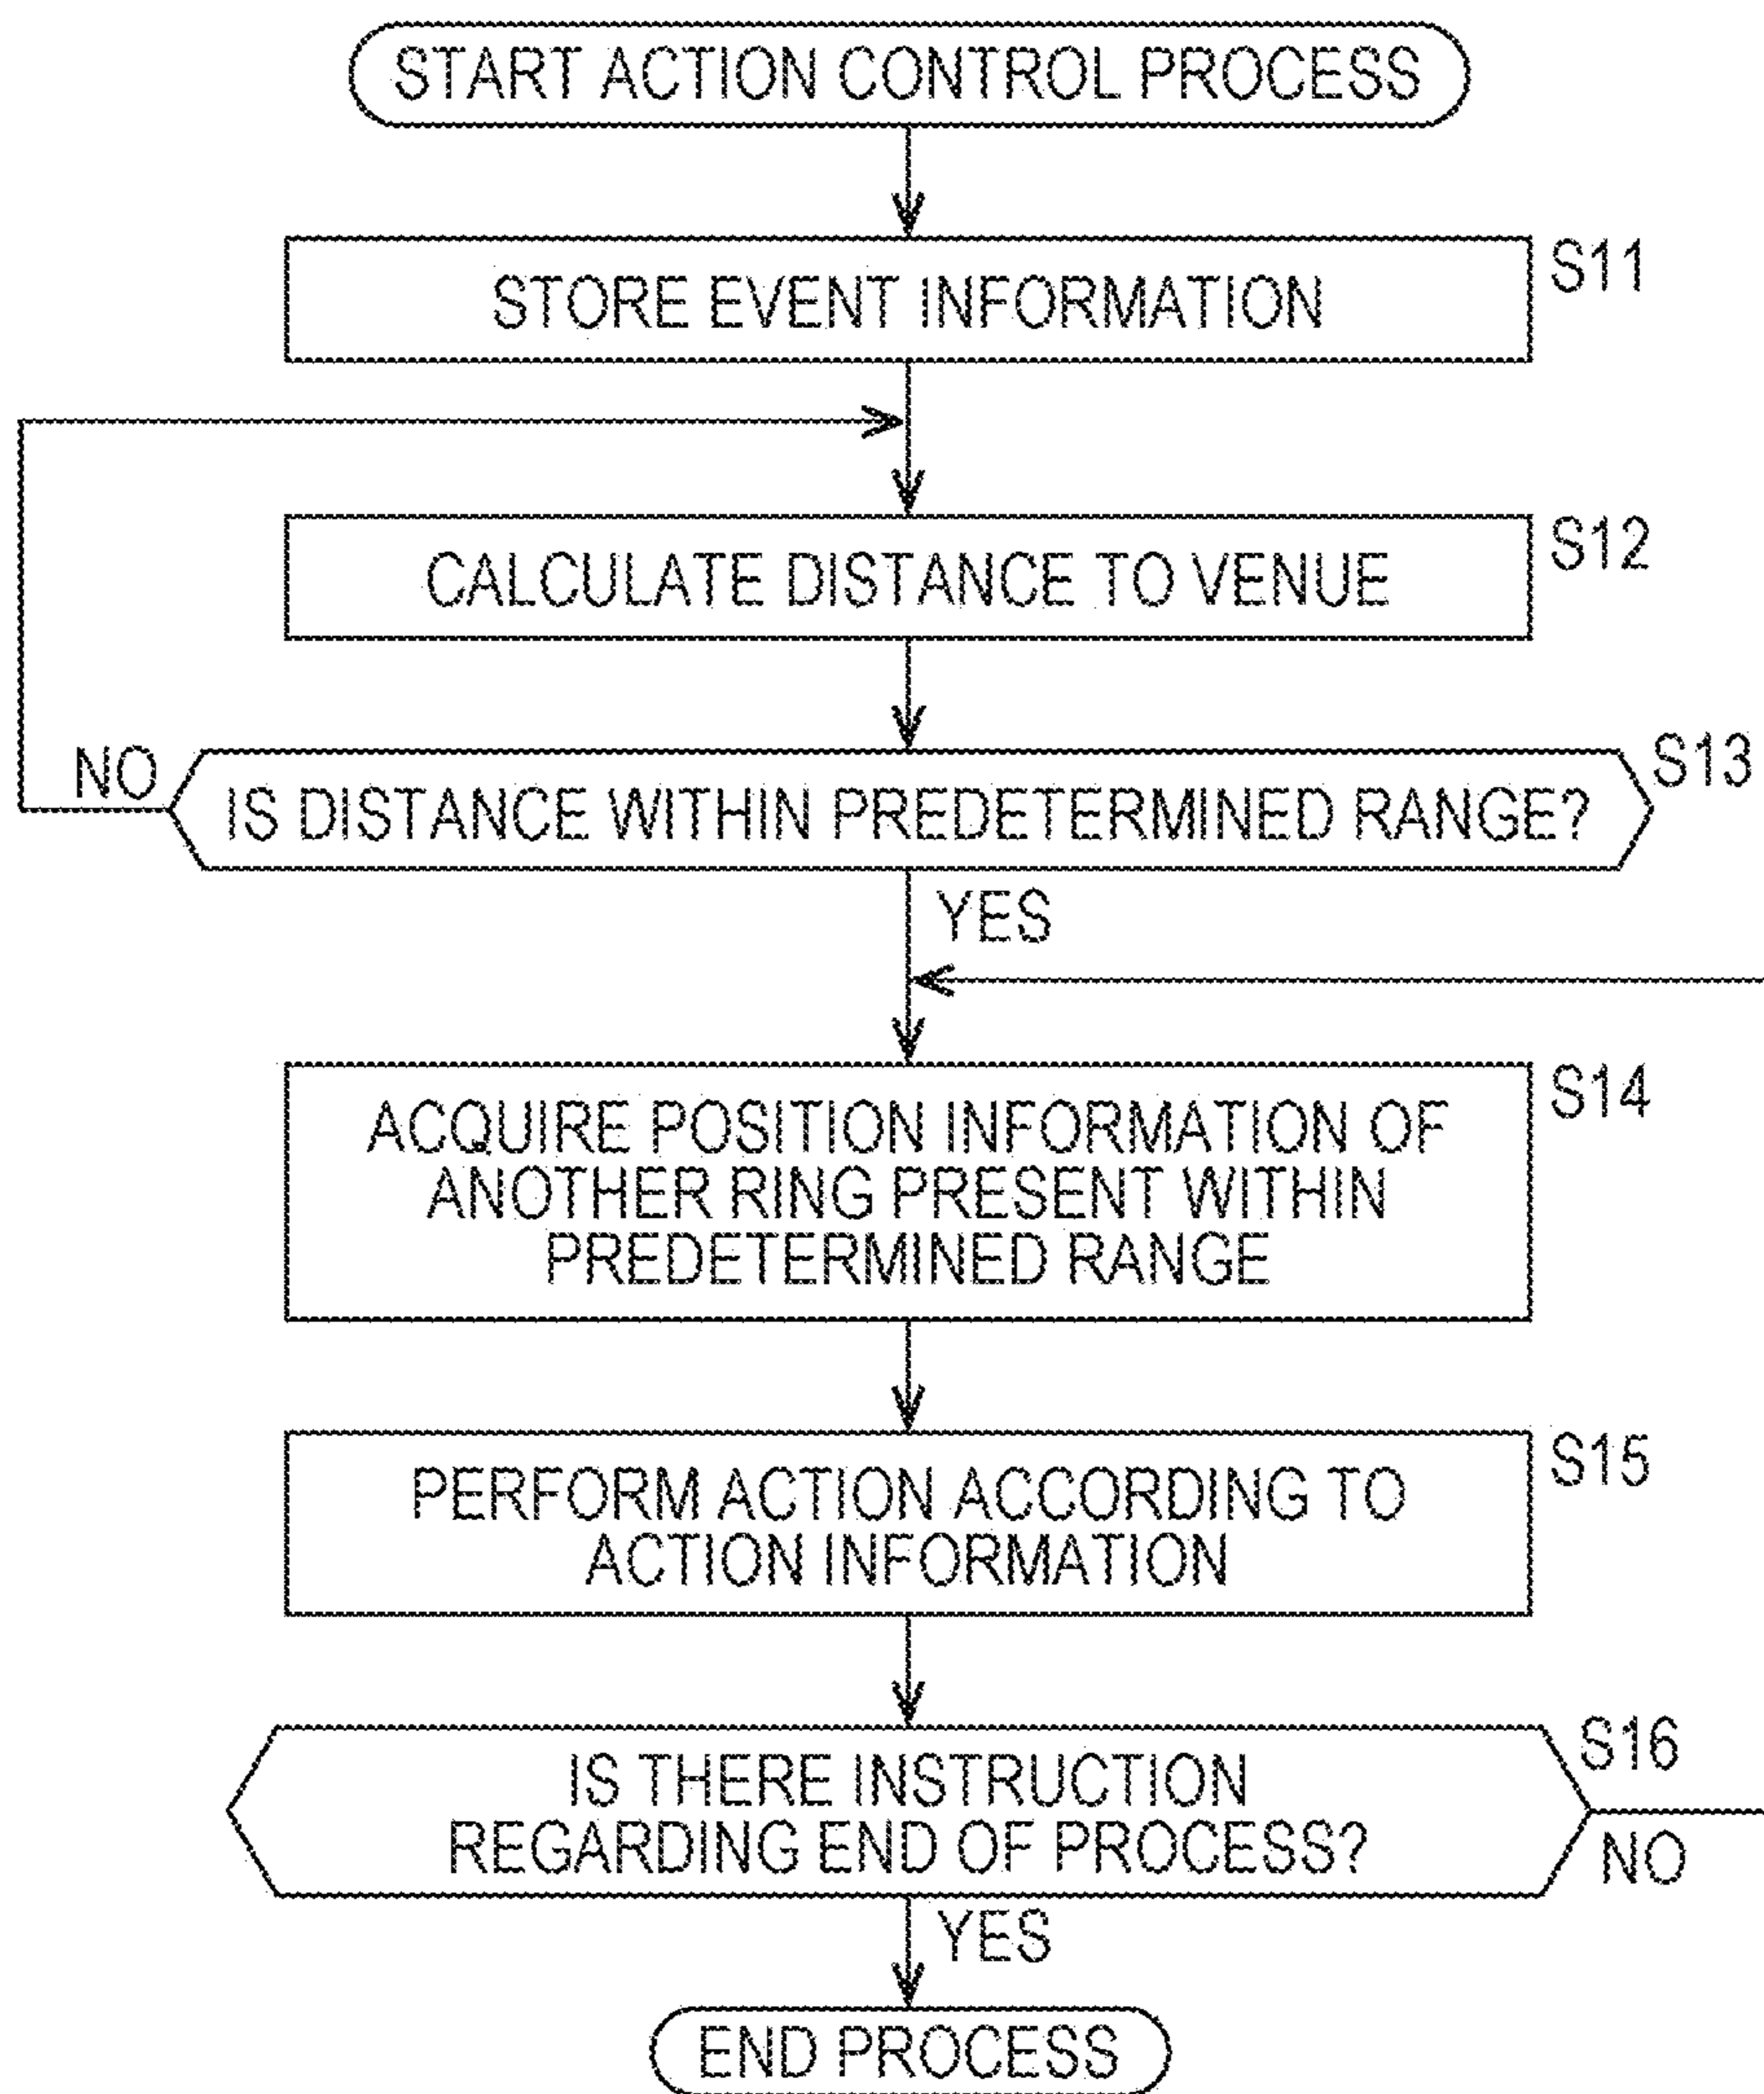 START ACTION CONTROL PROCESS
S11
STORE EVENT INFORMATION
S12
CALCULATE DISTANCE TO VENUE
NO
S13
IS DISTANCE WITHIN PREDETERMINED RANGE?
YES
S14
ACQUIRE POSITION INFORMATION OF
ANOTHER RING PRESENT WITHIN
PREDETERMINED RANGE
S15
PERFORM ACTION ACCORDING TO
ACTION INFORMATION
S16
IS THERE INSTRUCTION
REGARDING END OF PROCESS?
NO
YES
END PROCESS